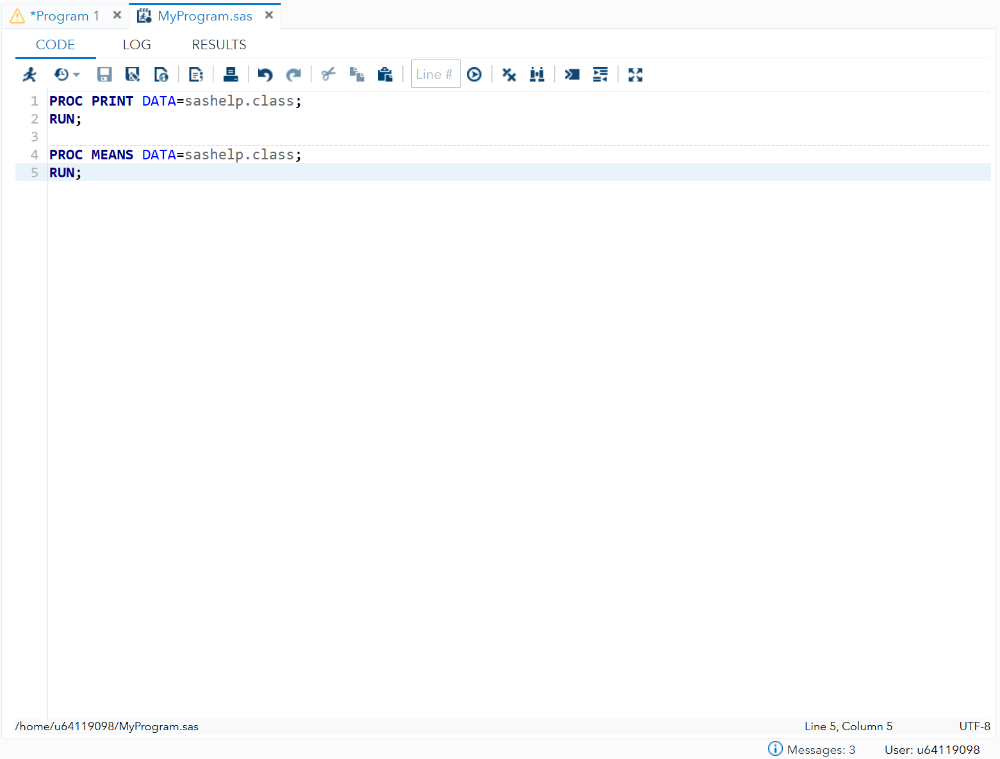 *Program 1 MyProgram.sas
CODE LOG RESULTS
Line #
1 PROC PRINT DATA=sashelp.class;
2 RUN;
3
4 PROC MEANS DATA=sashelp.class;
5 RUN;
/home/u64119098/MyProgram.sas Line 5, Column 5 UTF-8
Messages: 3 User: u64119098